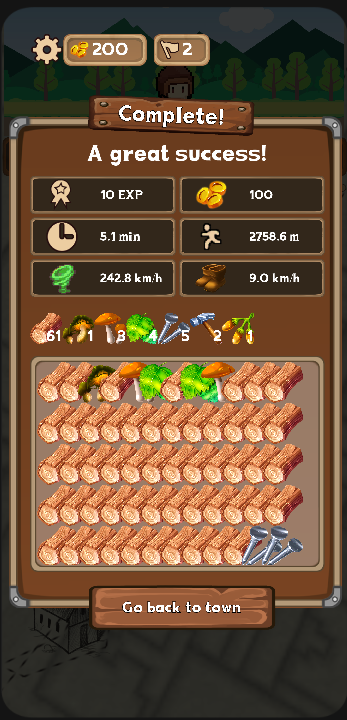 200 2
Complete!
A great success!
10 EXP 100
5.1 min 2758.6 m
242.8 km/h 9.0 km/h
61 1 3 4 5 2 1
Go back to town